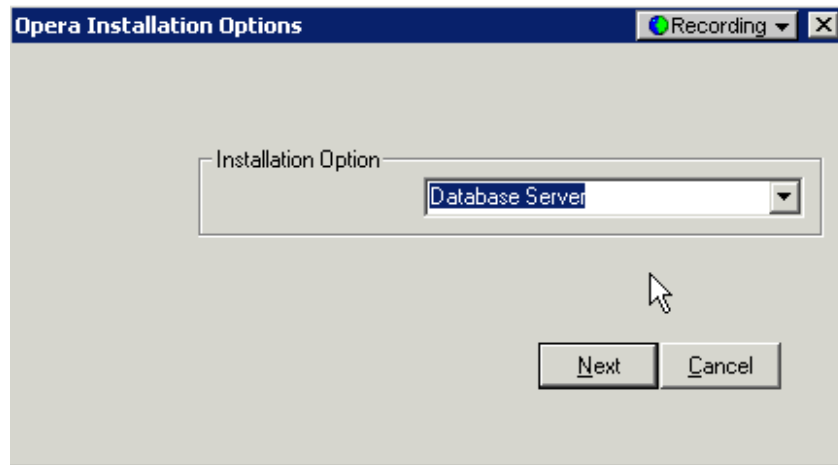 Opera Installation Options Recording
Installation Option
Database Server
Next Cancel